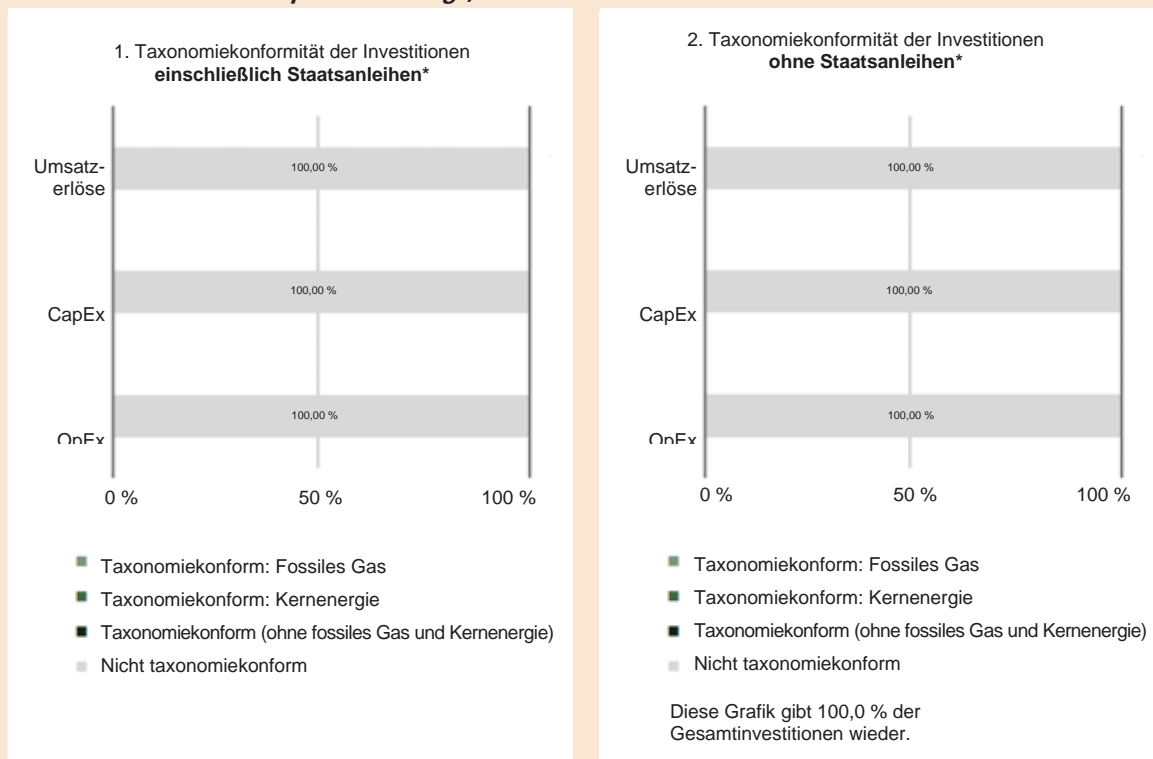 1. Taxonomiekonformität der Investitionen
einschließlich Staatsanleihen*
Umsatz-
erlöse
100,00 %
CapEx
100,00 %
OpEx
100,00 %
0 %
50 %
100 %
Taxonomiekonform: Fossiles Gas
Taxonomiekonform: Kernenergie
Taxonomiekonform (ohne fossiles Gas und Kernenergie)
Nicht taxonomiekonform
2. Taxonomiekonformität der Investitionen
ohne Staatsanleihen*
Umsatz-
erlöse
100,00 %
CapEx
100,00 %
OpEx
100,00 %
0 %
50 %
100 %
Taxonomiekonform: Fossiles Gas
Taxonomiekonform: Kernenergie
Taxonomiekonform (ohne fossiles Gas und Kernenergie)
Nicht taxonomiekonform
Diese Grafik gibt 100,0 % der
Gesamtinvestitionen wieder.